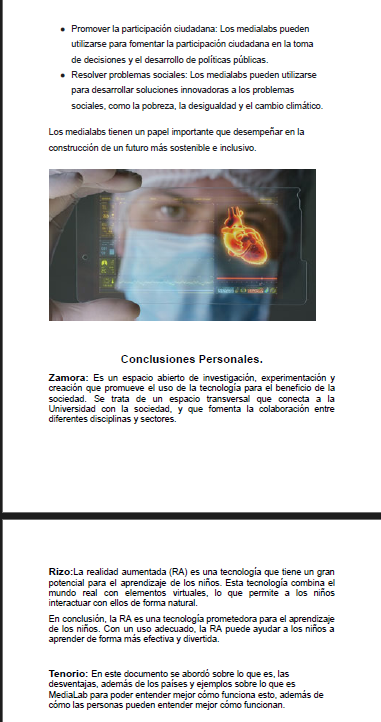 Promover la participación ciudadana: Los medialabs pueden
utilizarse para fomentar la participación ciudadana en la toma
de decisiones y el desarrollo de políticas públicas.
Resolver problemas sociales: Los medialabs pueden utilizarse
para desarrollar soluciones innovadoras a los problemas
sociales, como la pobreza, la desigualdad y el cambio climático.
Los medialabs tienen un papel importante que desempeñar en la
construcción de un futuro más sostenible e inclusivo.
Conclusiones Personales.
Zamora: Es un espacio abierto de investigación, experimentación y
creación que promueve el uso de la tecnología para el beneficio de la
sociedad. Se trata de un espacio transversal que conecta a la
Universidad con la sociedad, y que fomenta la colaboración entre
diferentes disciplinas y sectores.
Rizo:La realidad aumentada (RA) es una tecnología que tiene un gran
potencial para el aprendizaje de los niños. Esta tecnología combina el
mundo real con elementos virtuales, lo que permite a los niños
interactuar con ellos de forma natural.
En conclusión, la RA es una tecnología prometedora para el aprendizaje
de los niños. Con un uso adecuado, la RA puede ayudar a los niños a
aprender de forma más efectiva y divertida.
Tenorio: En este documento se abordó sobre lo que es, las
desventajas, además de los países y ejemplos sobre lo que es
MediaLab para poder entender mejor cómo funciona esto, además de
cómo las personas pueden entender mejor cómo funcionan.